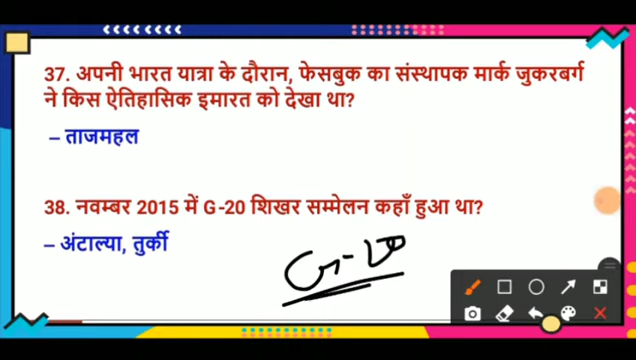 37. अपनी भारत यात्रा के दौरान, फेसबुक का संस्थापक मार्क जुकरबर्ग
ने किस ऐतिहासिक इमारत को देखा था?
– ताजमहल
38. नवम्बर 2015 में G-20 शिखर सम्मेलन कहाँ हुआ था?
– अंटाल्या, तुर्की
G-20